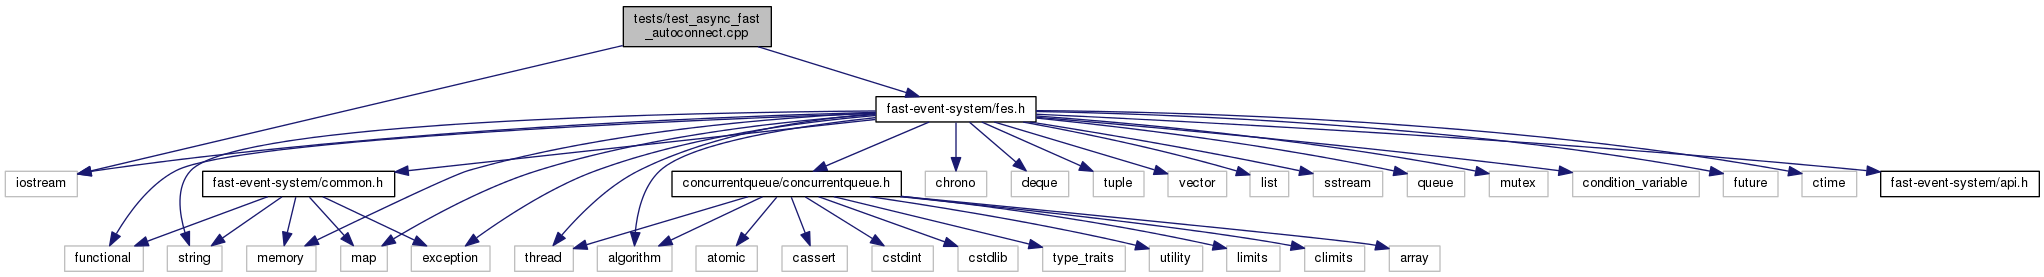 tests/test_async_fast
_autoconnect.cpp
fast-event-system/fes.h
iostream
fast-event-system/common.h
concurrentqueue/concurrentqueue.h
chrono
deque
tuple
vector
list
sstream
queue
mutex
condition_variable
future
ctime
fast-event-system/api.h
functional
string
memory
map
exception
thread
algorithm
atomic
cassert
cstdint
cstdlib
type_traits
utility
limits
climits
array